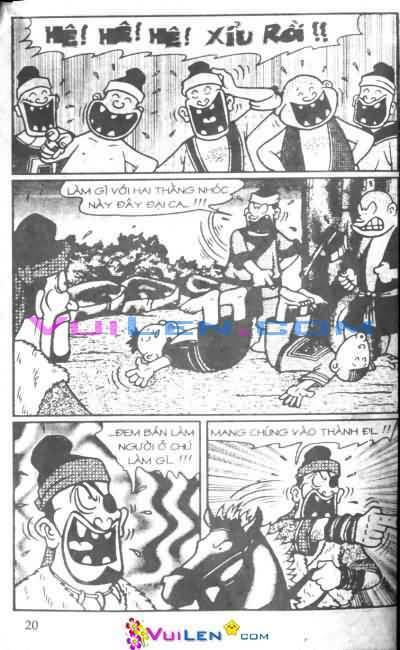 HÊ! HÊ! HÊ! XỈU RỒI!!
LÀM GÌ VỚI HAI THẰNG NHÓC
NÀY ĐÂY ĐẠI CA..!!!
VUILEN.COM
..ĐEM BÁN LÀM
NGƯỜI Ở CHỨ
LÀM GÌ..!!!
MANG CHÚNG VÀO THÀNH ĐI..!!
20
VUILEN.COM